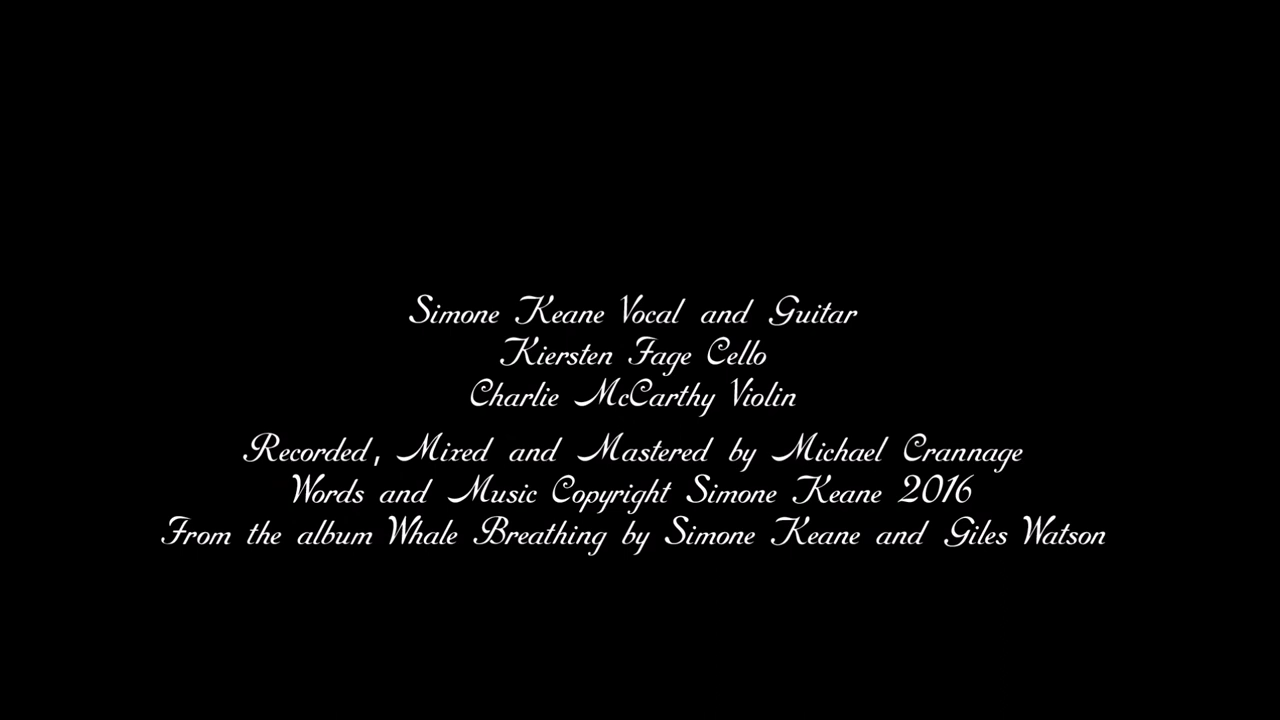 Simone Keane Vocal and Guitar
Kiersten Fage Cello
Charlie McCarthy Violin
Recorded, Mixed and Mastered by Michael Crannage
Words and Music Copyright Simone Keane 2016
From the album Whale Breathing by Simone Keane and Giles Watson